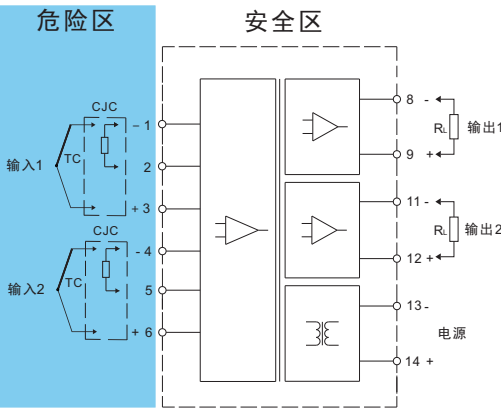 危险区
安全区
CJC
- 1
TC
2
输入1
+ 3
CJC
- 4
TC
5
输入2
+ 6
8 -
RL
输出1
9 +
11 -
RL
输出2
12 +
13 -
电源
14 +